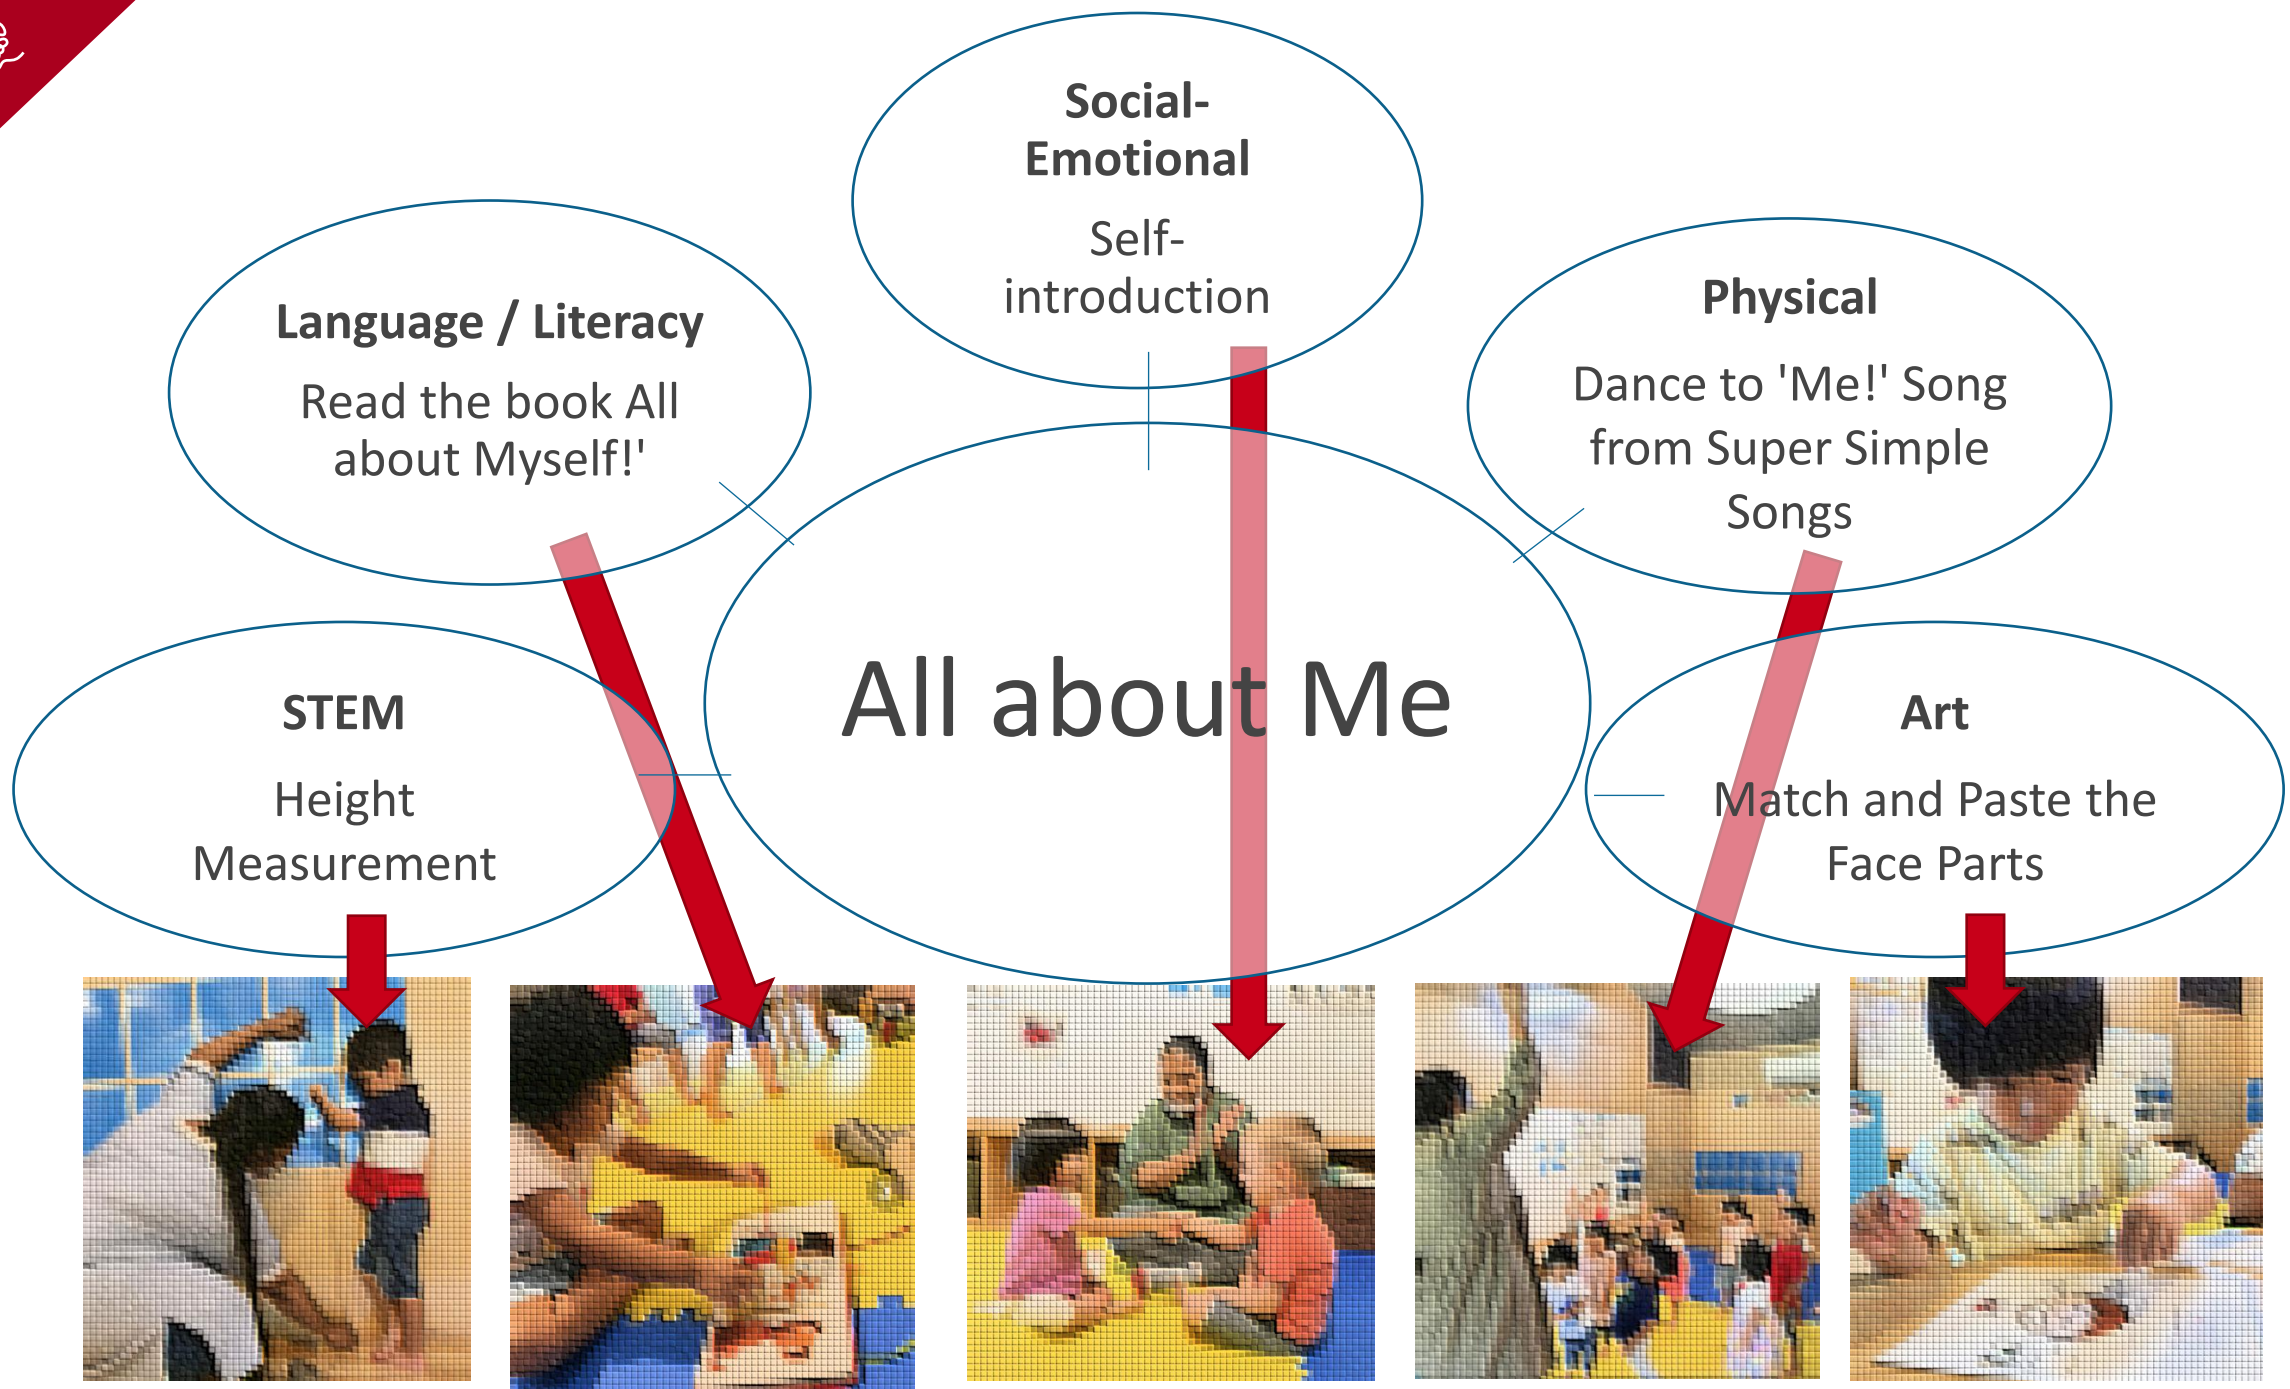 Social-
Emotional
Self-
introduction
Language / Literacy
Read the book All
about Myself!'
Physical
Dance to 'Me!' Song
from Super Simple
Songs
All about Me
STEM
Height
Measurement
Art
Match and Paste the
Face Parts